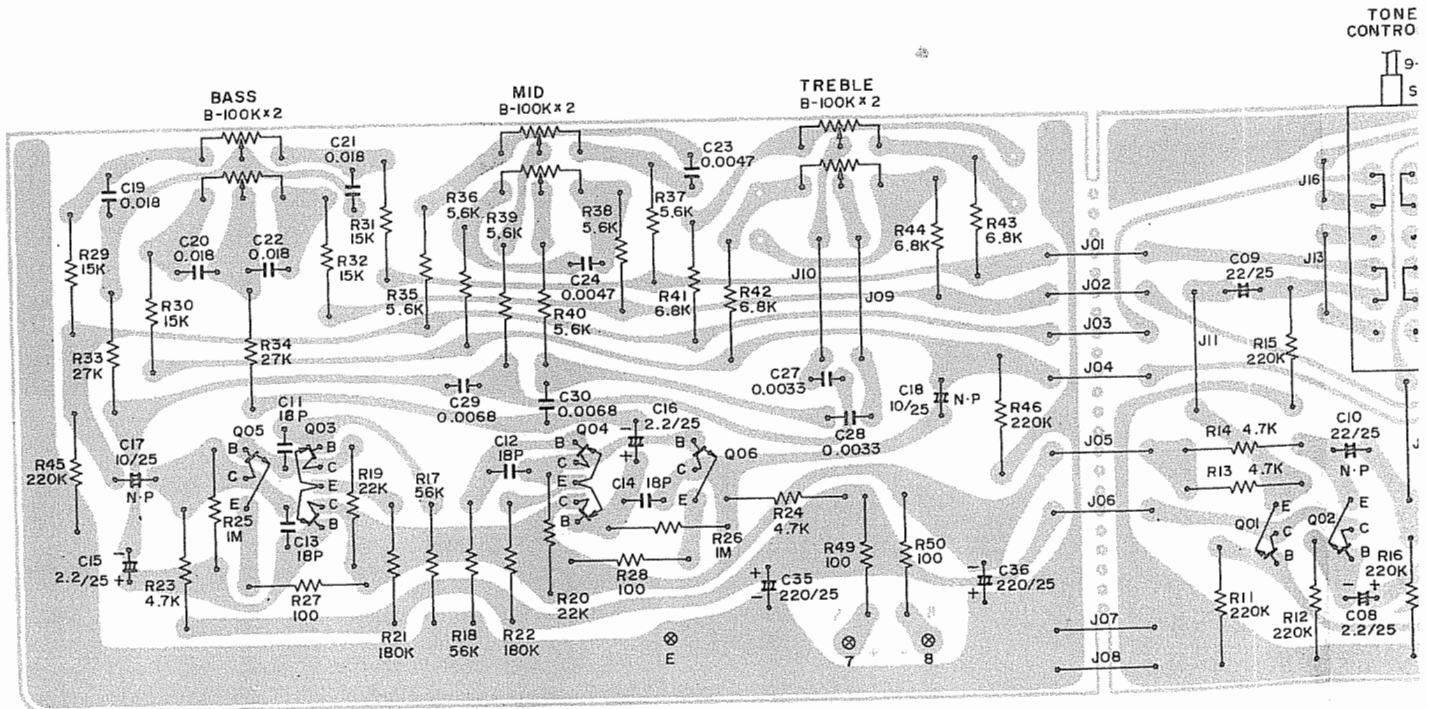 TONE
CONTRO
9-
S
BASS
B-100K×2
MID
B-100K×2
TREBLE
B-100K×2
C21
0.018
C23
0.0047
C19
0.018
R31
15K
R36
5.6K
R39
5.6K
R38
5.6K
R37
5.6K
R44
6.8K
R43
6.8K
J16
R29
15K
C20
0.018
C22
0.018
R32
15K
C24
0.0047
J10
J01
J13
C09
22/25
R30
15K
R35
5.6K
R40
5.6K
R41
6.8K
R42
6.8K
J09
J02
J03
J11
R15
220K
R33
27K
R34
27K
C29
0.0068
C30
0.0068
C27
0.0033
C18
10/25
N·P
J04
R46
220K
C11
18P
C16
2.2/25
-
+
C28
0.0033
R14 4.7K
C10
22/25
N·P
J
R45
220K
C17
10/25
N·P
Q05
B
C
E
Q03
B
C
E
C
B
R19
22K
R17
56K
C12
18P
Q04
B
C
E
C
B
C14 18P
Q06
B
C
E
J05
R13 4.7K
R25
1M
C13
18P
R24
4.7K
R26
1M
J06
Q01
E
C
B
Q02
E
C
B
C15
2.2/25
-
+
R23
4.7K
R27
100
R28
100
R20
22K
C35
220/25
+
-
R49
100
R50
100
C36
220/25
-
+
R11
220K
R12
220K
R16
220K
- +
C08
2.2/25
R21
180K
R18
56K
R22
180K
E
7
8
J07
J08